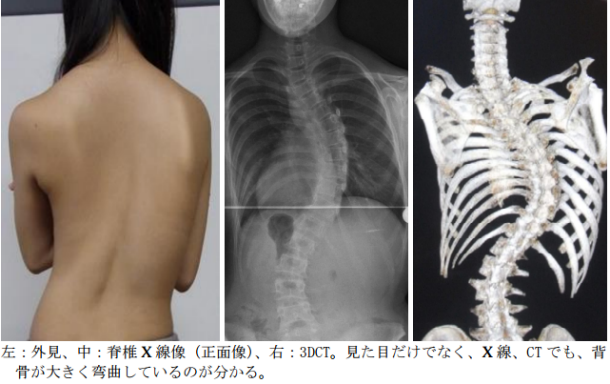 左：外見、中：脊椎X線像（正面像）、右：3DCT。見た目だけでなく、X線、CTでも、背
骨が大きく弯曲しているのが分かる。